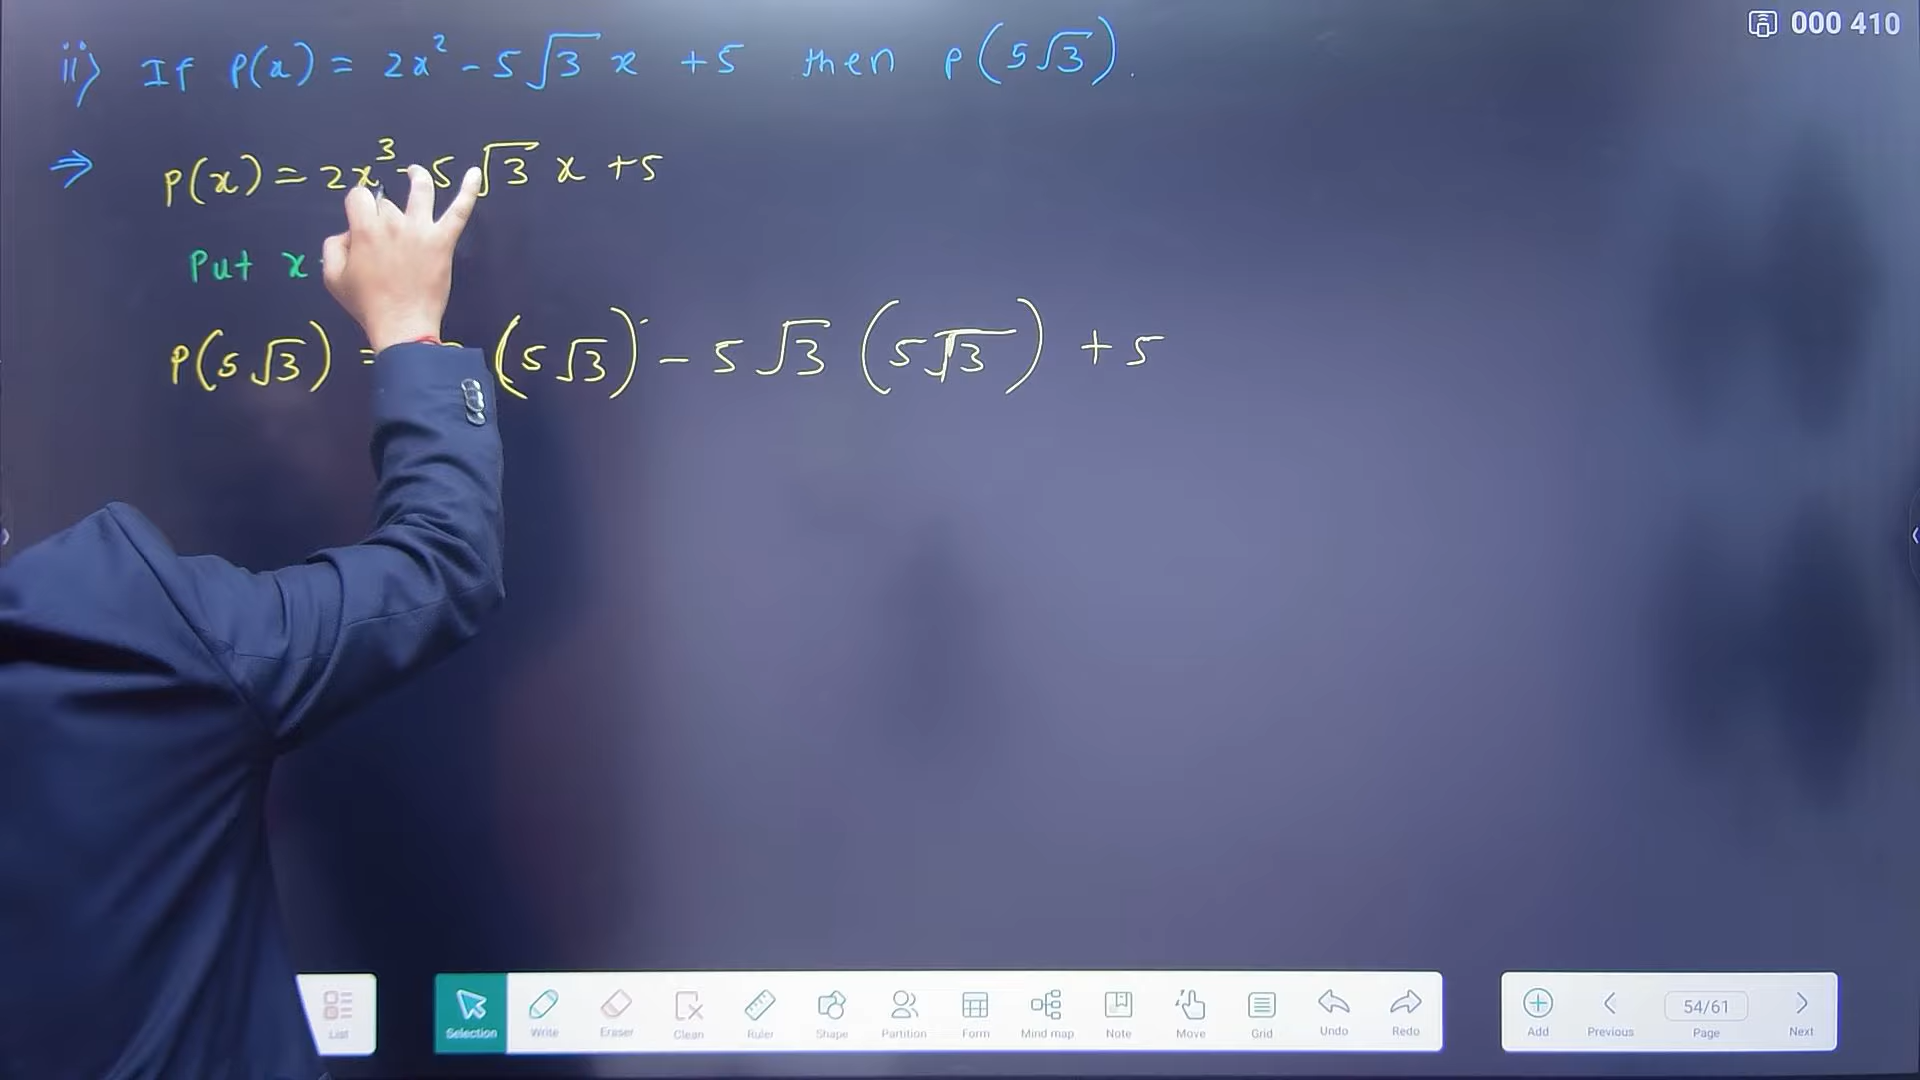 000 410
ii) If P(x) = 2x² - 5√3 x + 5 then p(5√3).
⇒ p(x) = 2x³ - 5√3 x + 5
Put x
P(5√3) = (5√3) - 5√3 (5√3) + 5
List Selection Write Eraser Clean Ruler Shape Partition Form Mind map Note Move Grid Undo Redo Add Previous 54/61 Page Next